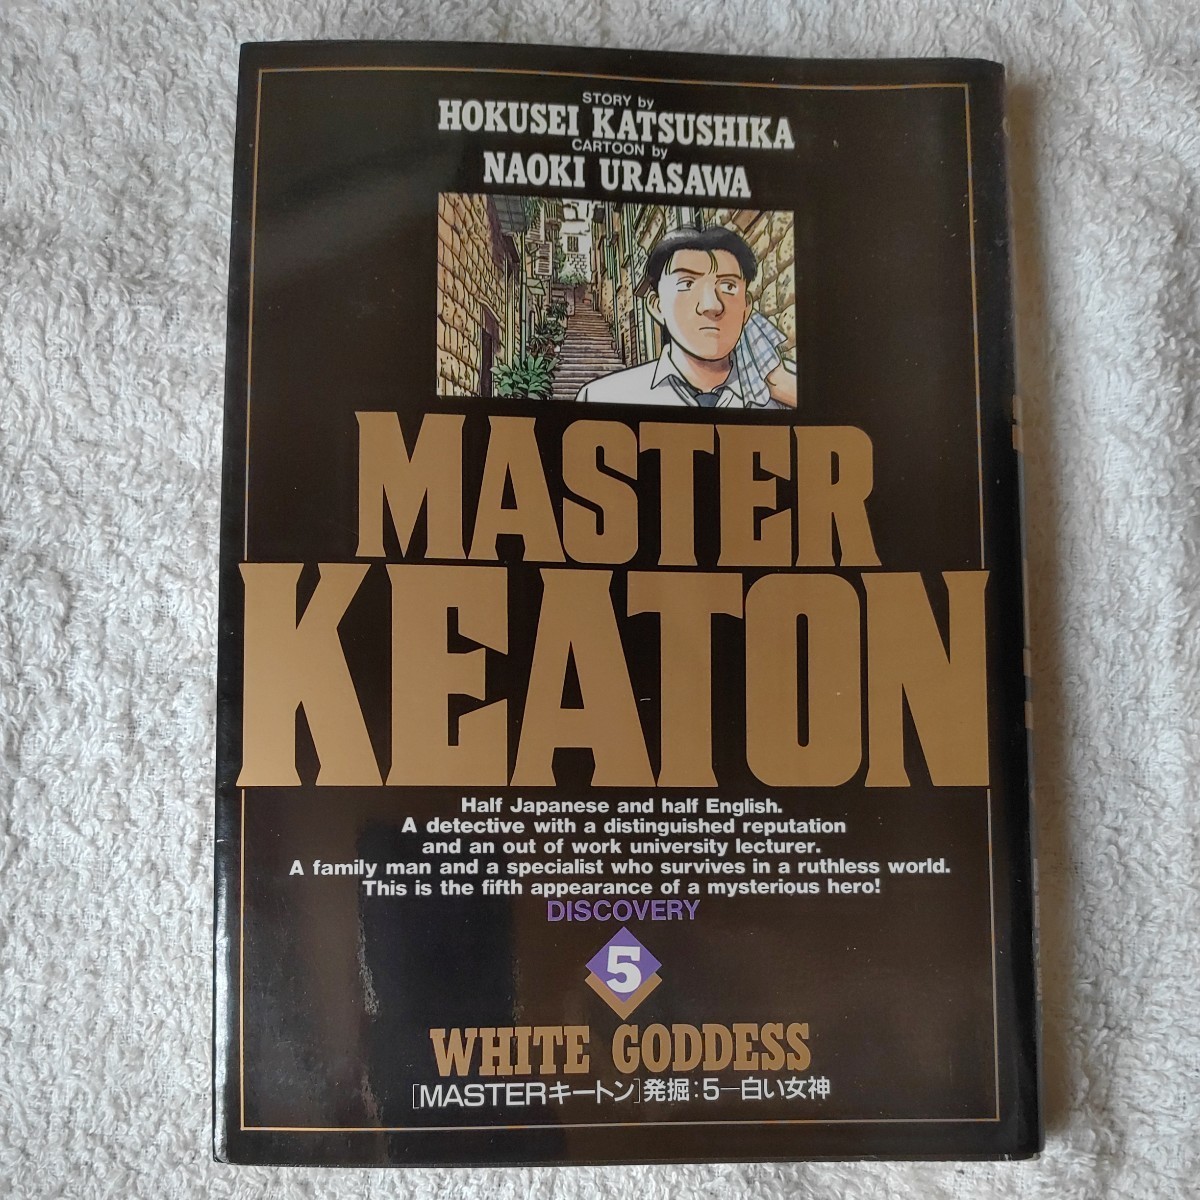 STORY by
HOKUSEI KATSUSHIKA
CARTOON by
NAOKI URASAWA
MASTER
KEATON
Half Japanese and half English.
A detective with a distinguished reputation
and an out of work university lecturer.
A family man and a specialist who survives in a ruthless world.
This is the fifth appearance of a mysterious hero!
DISCOVERY
5
WHITE GODDESS
[MASTERキートン]発掘:5—白い女神